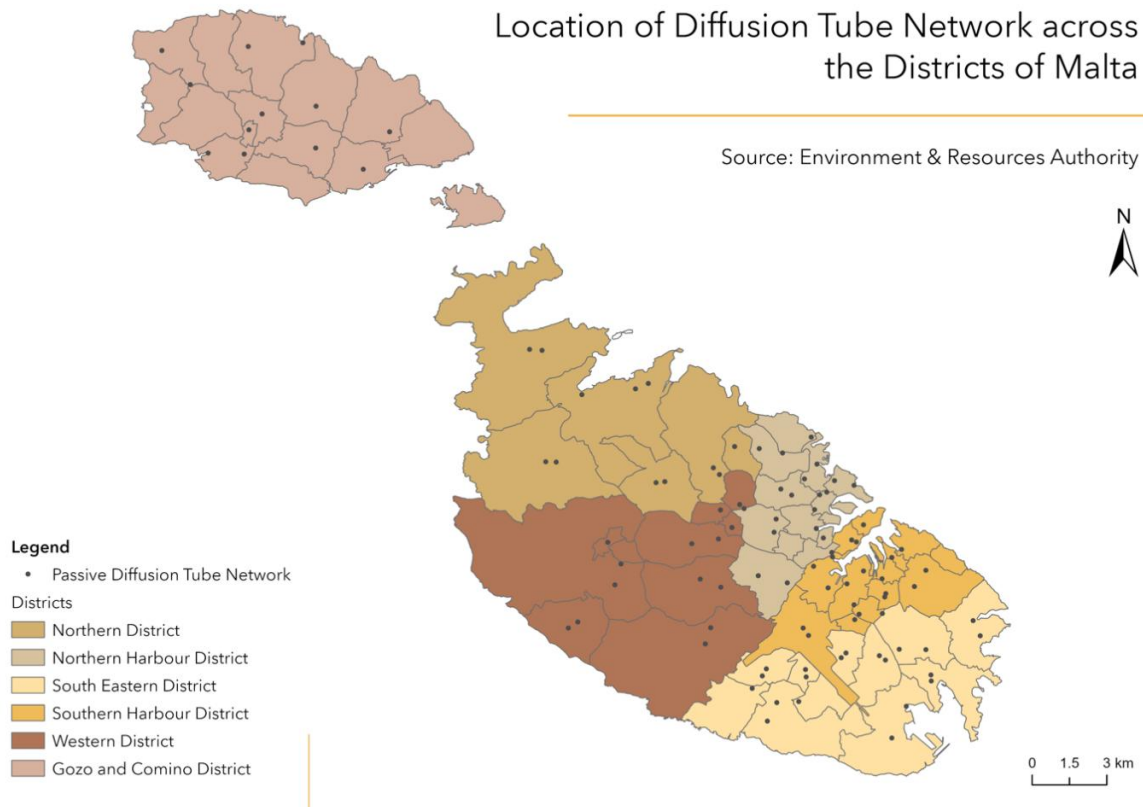 Location of Diffusion Tube Network across
the Districts of Malta
Source: Environment & Resources Authority
N
Legend
Passive Diffusion Tube Network
Districts
Northern District
Northern Harbour District
South Eastern District
Southern Harbour District
Western District
Gozo and Comino District
0 1.5 3 km